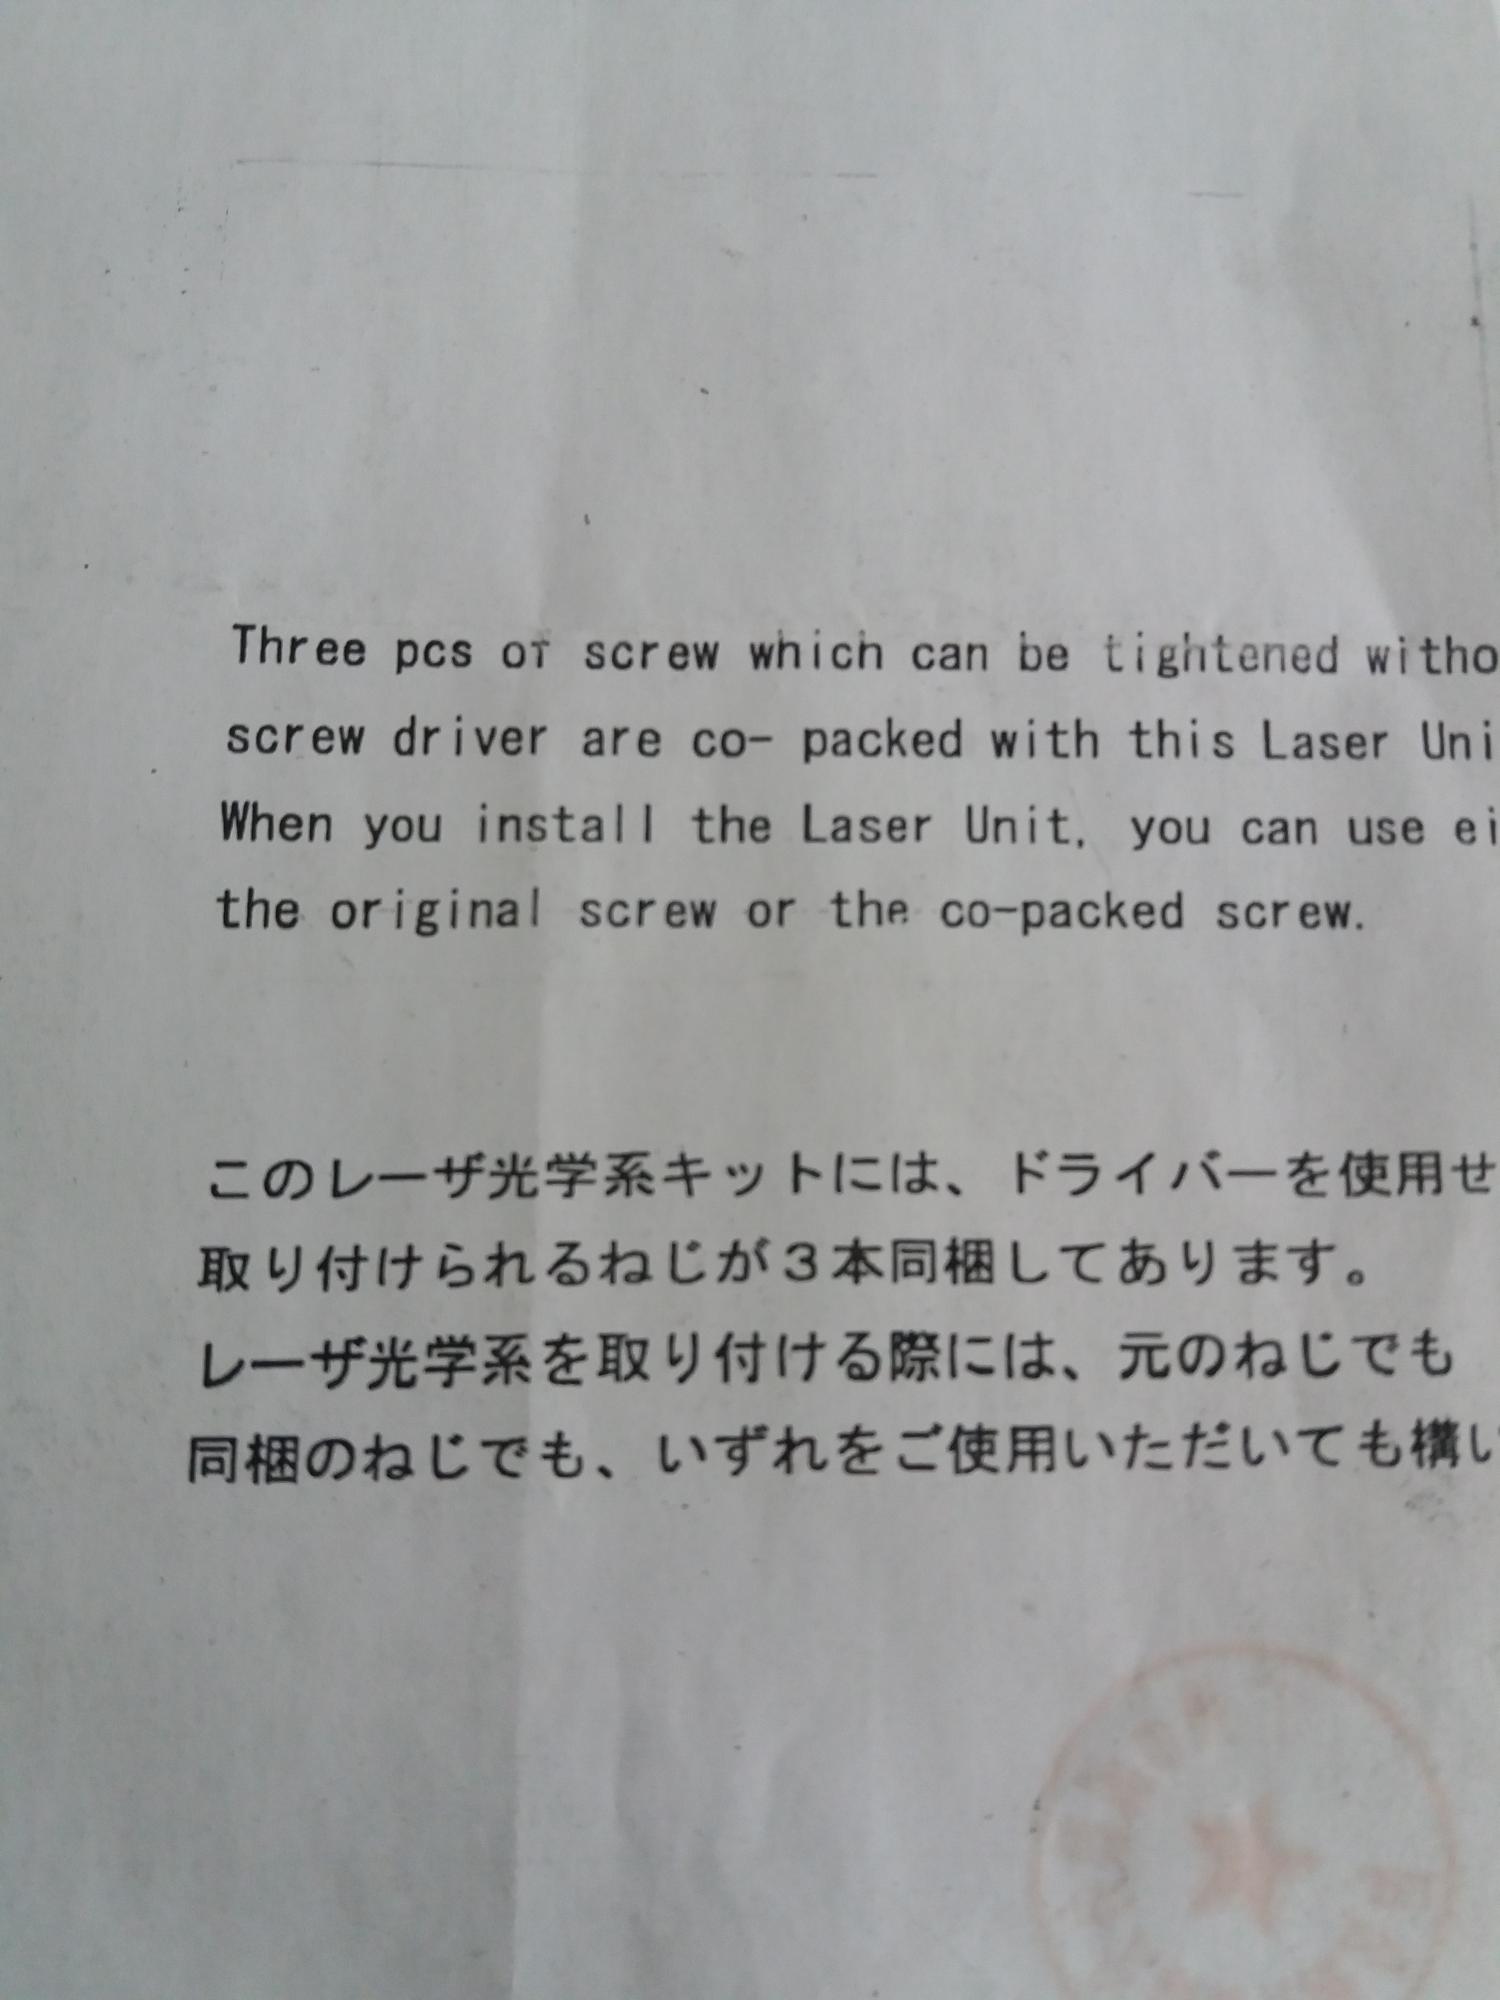 Three pcs of screw which can be tightened witho
screw driver are co- packed with this Laser Uni
When you install the Laser Unit, you can use ei
the original screw or the co-packed screw.
このレーザ光学系キットには、ドライバーを使用せ
取り付けられるねじが３本同梱してあります。
レーザ光学系を取り付ける際には、元のねじでも
同梱のねじでも、いずれをご使用いただいても構い